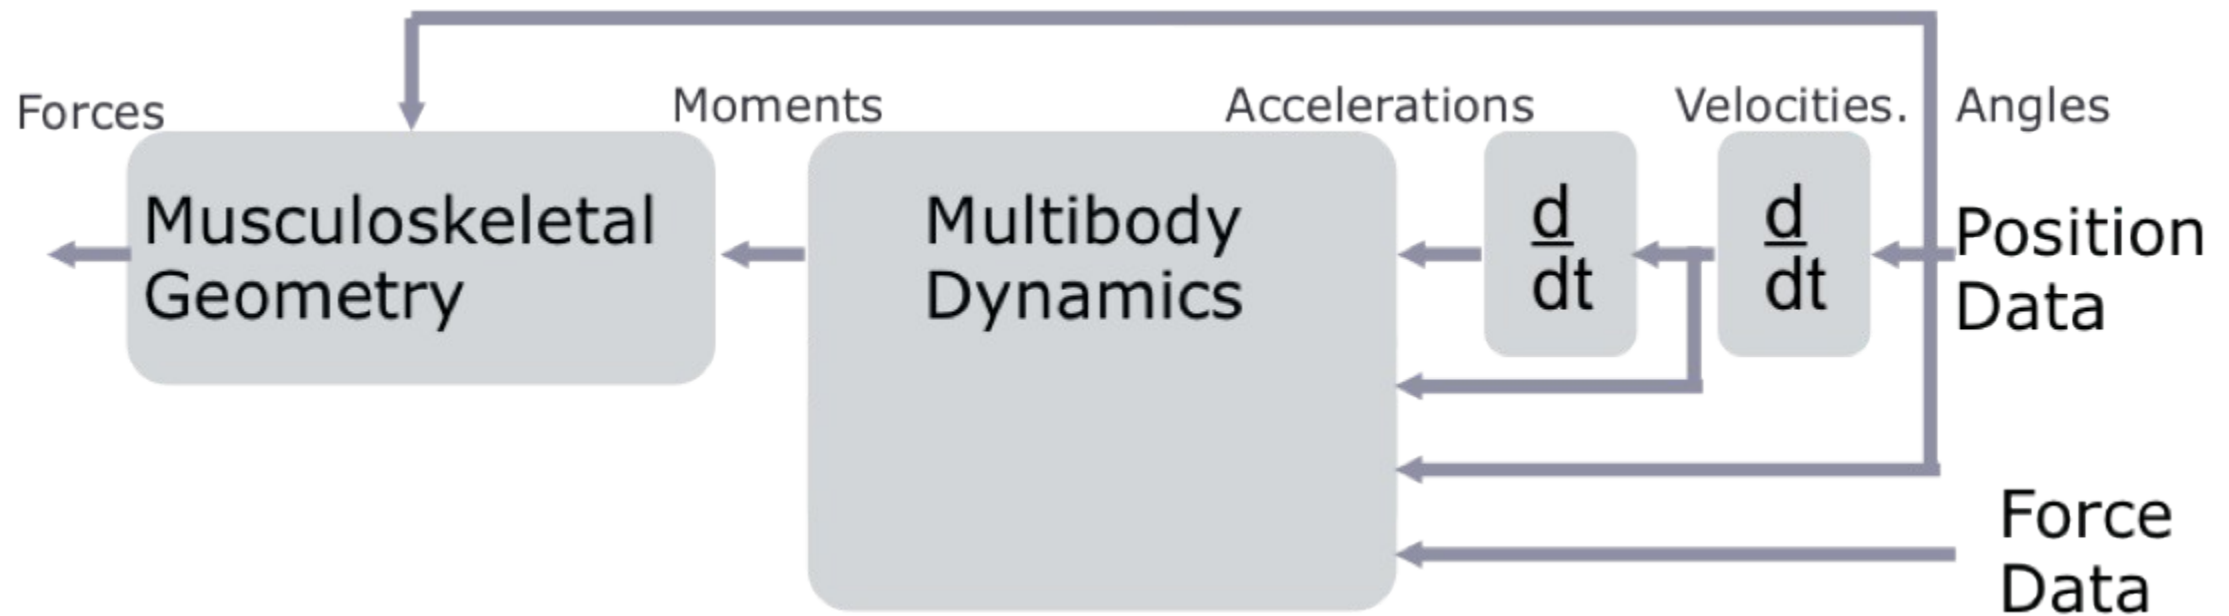 Forces
Moments
Accelerations
Velocities.
Angles
Musculoskeletal
Geometry
Multibody
Dynamics
d
dt
d
dt
Position
Data
Force
Data